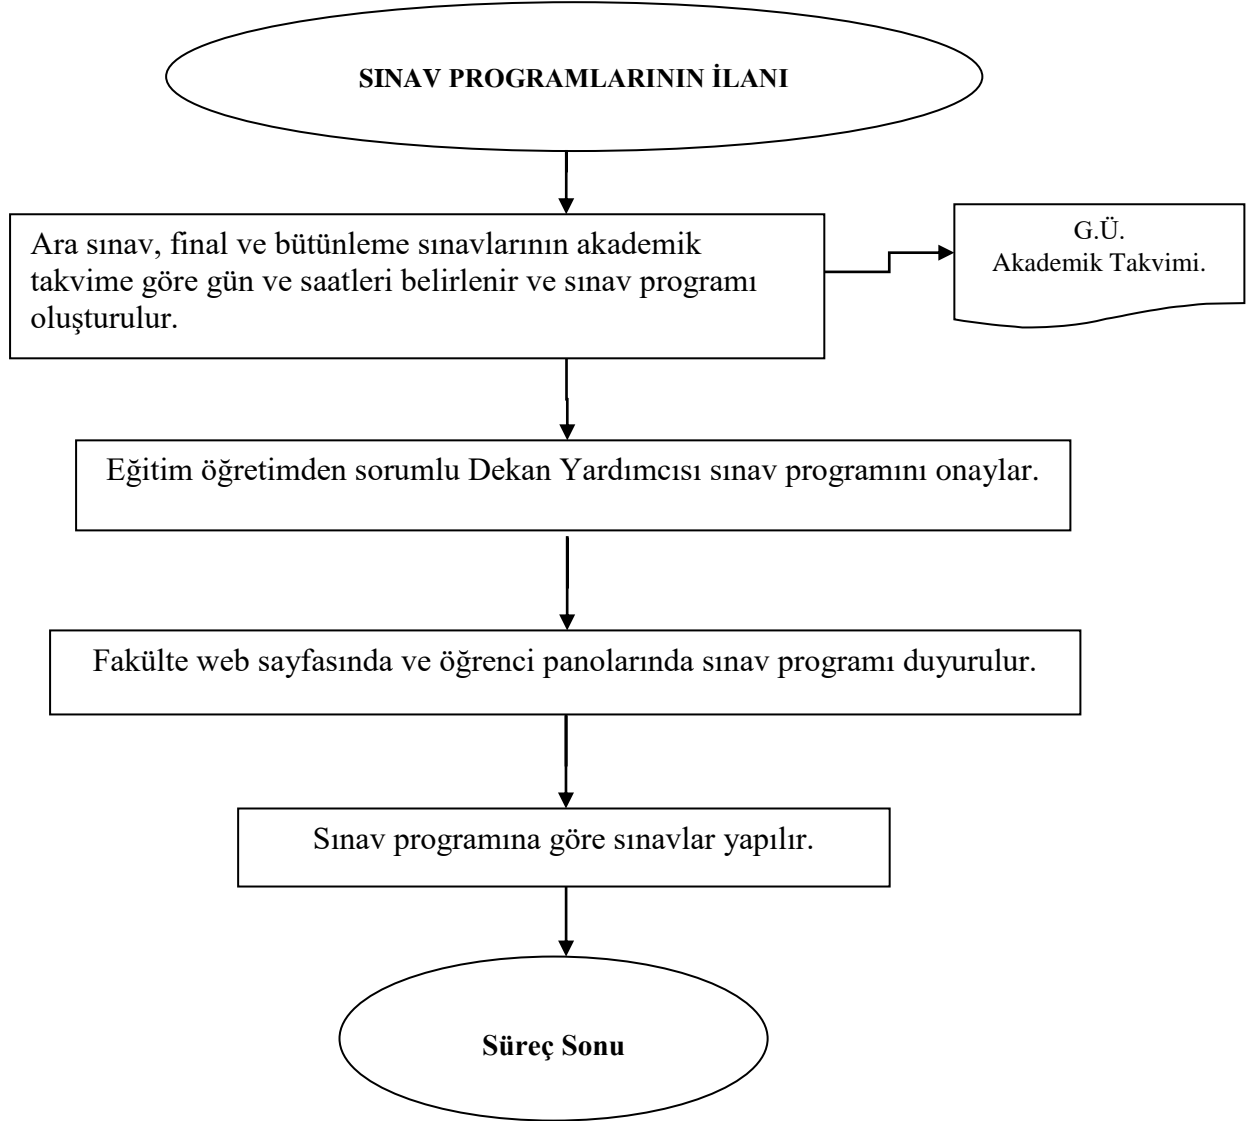 SINAV PROGRAMLARININ İLANI
Ara sınav, final ve bütünleme sınavlarının akademik
takvime göre gün ve saatleri belirlenir ve sınav programı
oluşturulur.
G.Ü.
Akademik Takvimi.
Eğitim öğretimden sorumlu Dekan Yardımcısı sınav programını onaylar.
Fakülte web sayfasında ve öğrenci panolarında sınav programı duyurulur.
Sınav programına göre sınavlar yapılır.
Süreç Sonu